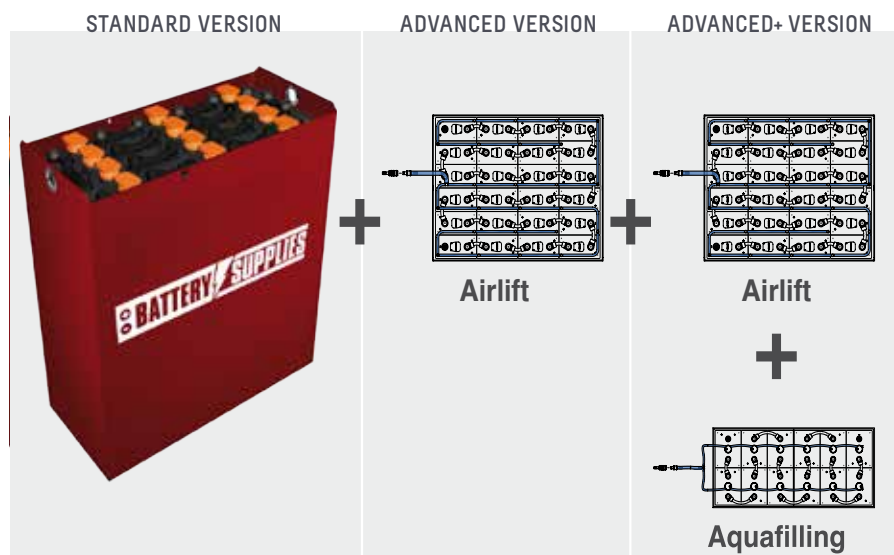 STANDARD VERSION
ADVANCED VERSION
ADVANCED+ VERSION
BATTERY SUPPLIES
+
+
Airlift
Airlift
+
Aquafilling